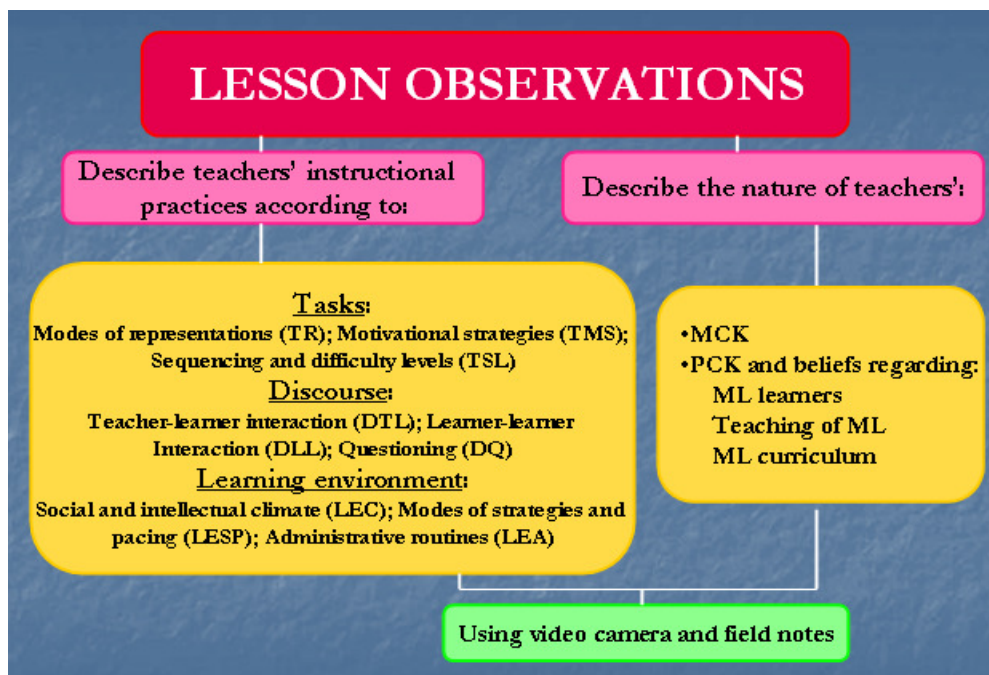 LESSON OBSERVATIONS
Describe teachers' instructional
practices according to:
Describe the nature of teachers':
Tasks:
Modes of representations (TR); Motivational strategies (TMS);
Sequencing and difficulty levels (TSL)
Discourse:
Teacher-learner interaction (DTL); Learner-learner
Interaction (DLL); Questioning (DQ)
Learning environment:
Social and intellectual climate (LEC); Modes of strategies and
pacing (LESP); Administrative routines (LEA)
•MCK
•PCK and beliefs regarding:
ML learners
Teaching of ML
ML curriculum
Using video camera and field notes